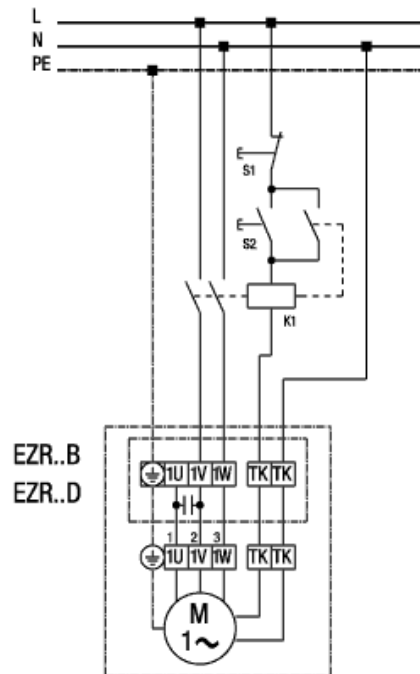 L
N
PE
S1
S2
K1
EZR..B
EZR..D
1U 1V 1W TK TK
1 2 3
1U 1V 1W TK TK
M
1~